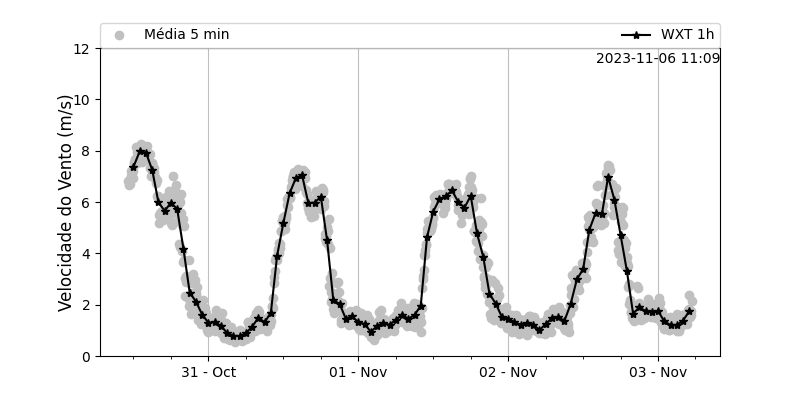 Média 5 min
WXT 1h
2023-11-06 11:09
Velocidade do Vento (m/s)
12
10
8
6
4
2
0
31 - Oct
01 - Nov
02 - Nov
03 - Nov